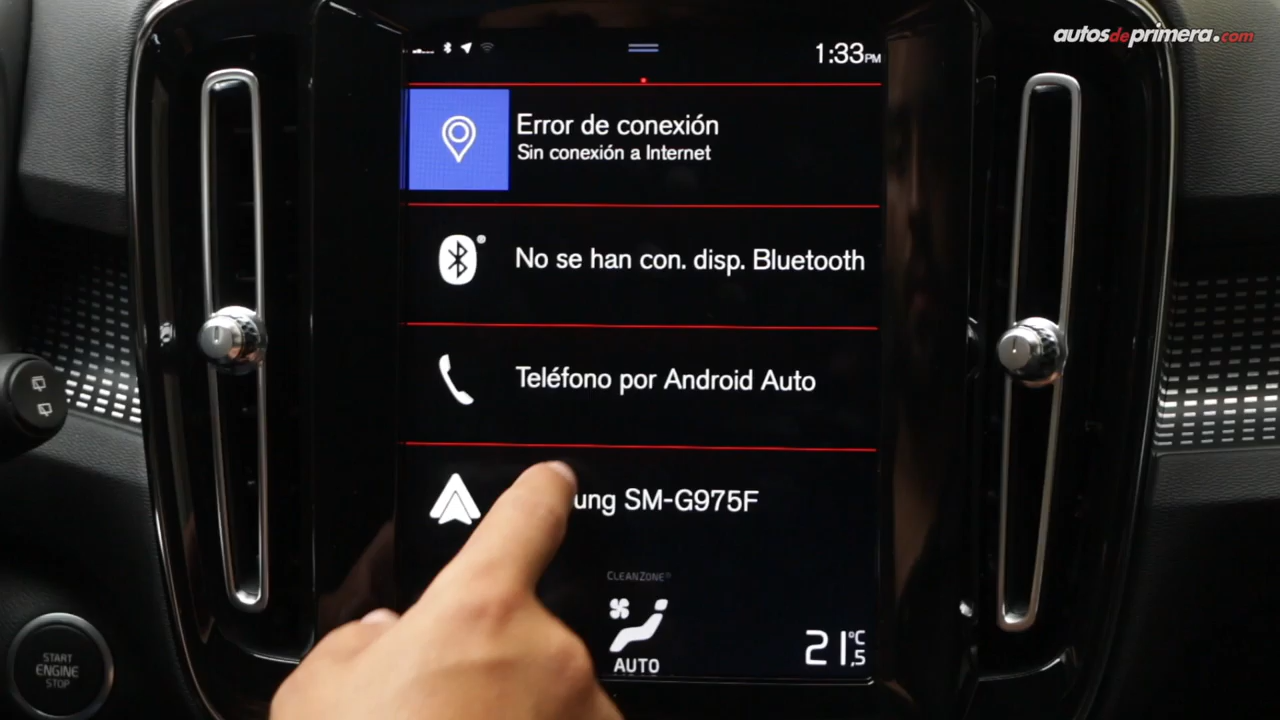 autosdeprimera.com
1:33PM
Error de conexión
Sin conexión a Internet
No se han con. disp. Bluetooth
Teléfono por Android Auto
ung SM-G975F
CLEANZONE®
AUTO
21,5°C
START
ENGINE
STOP